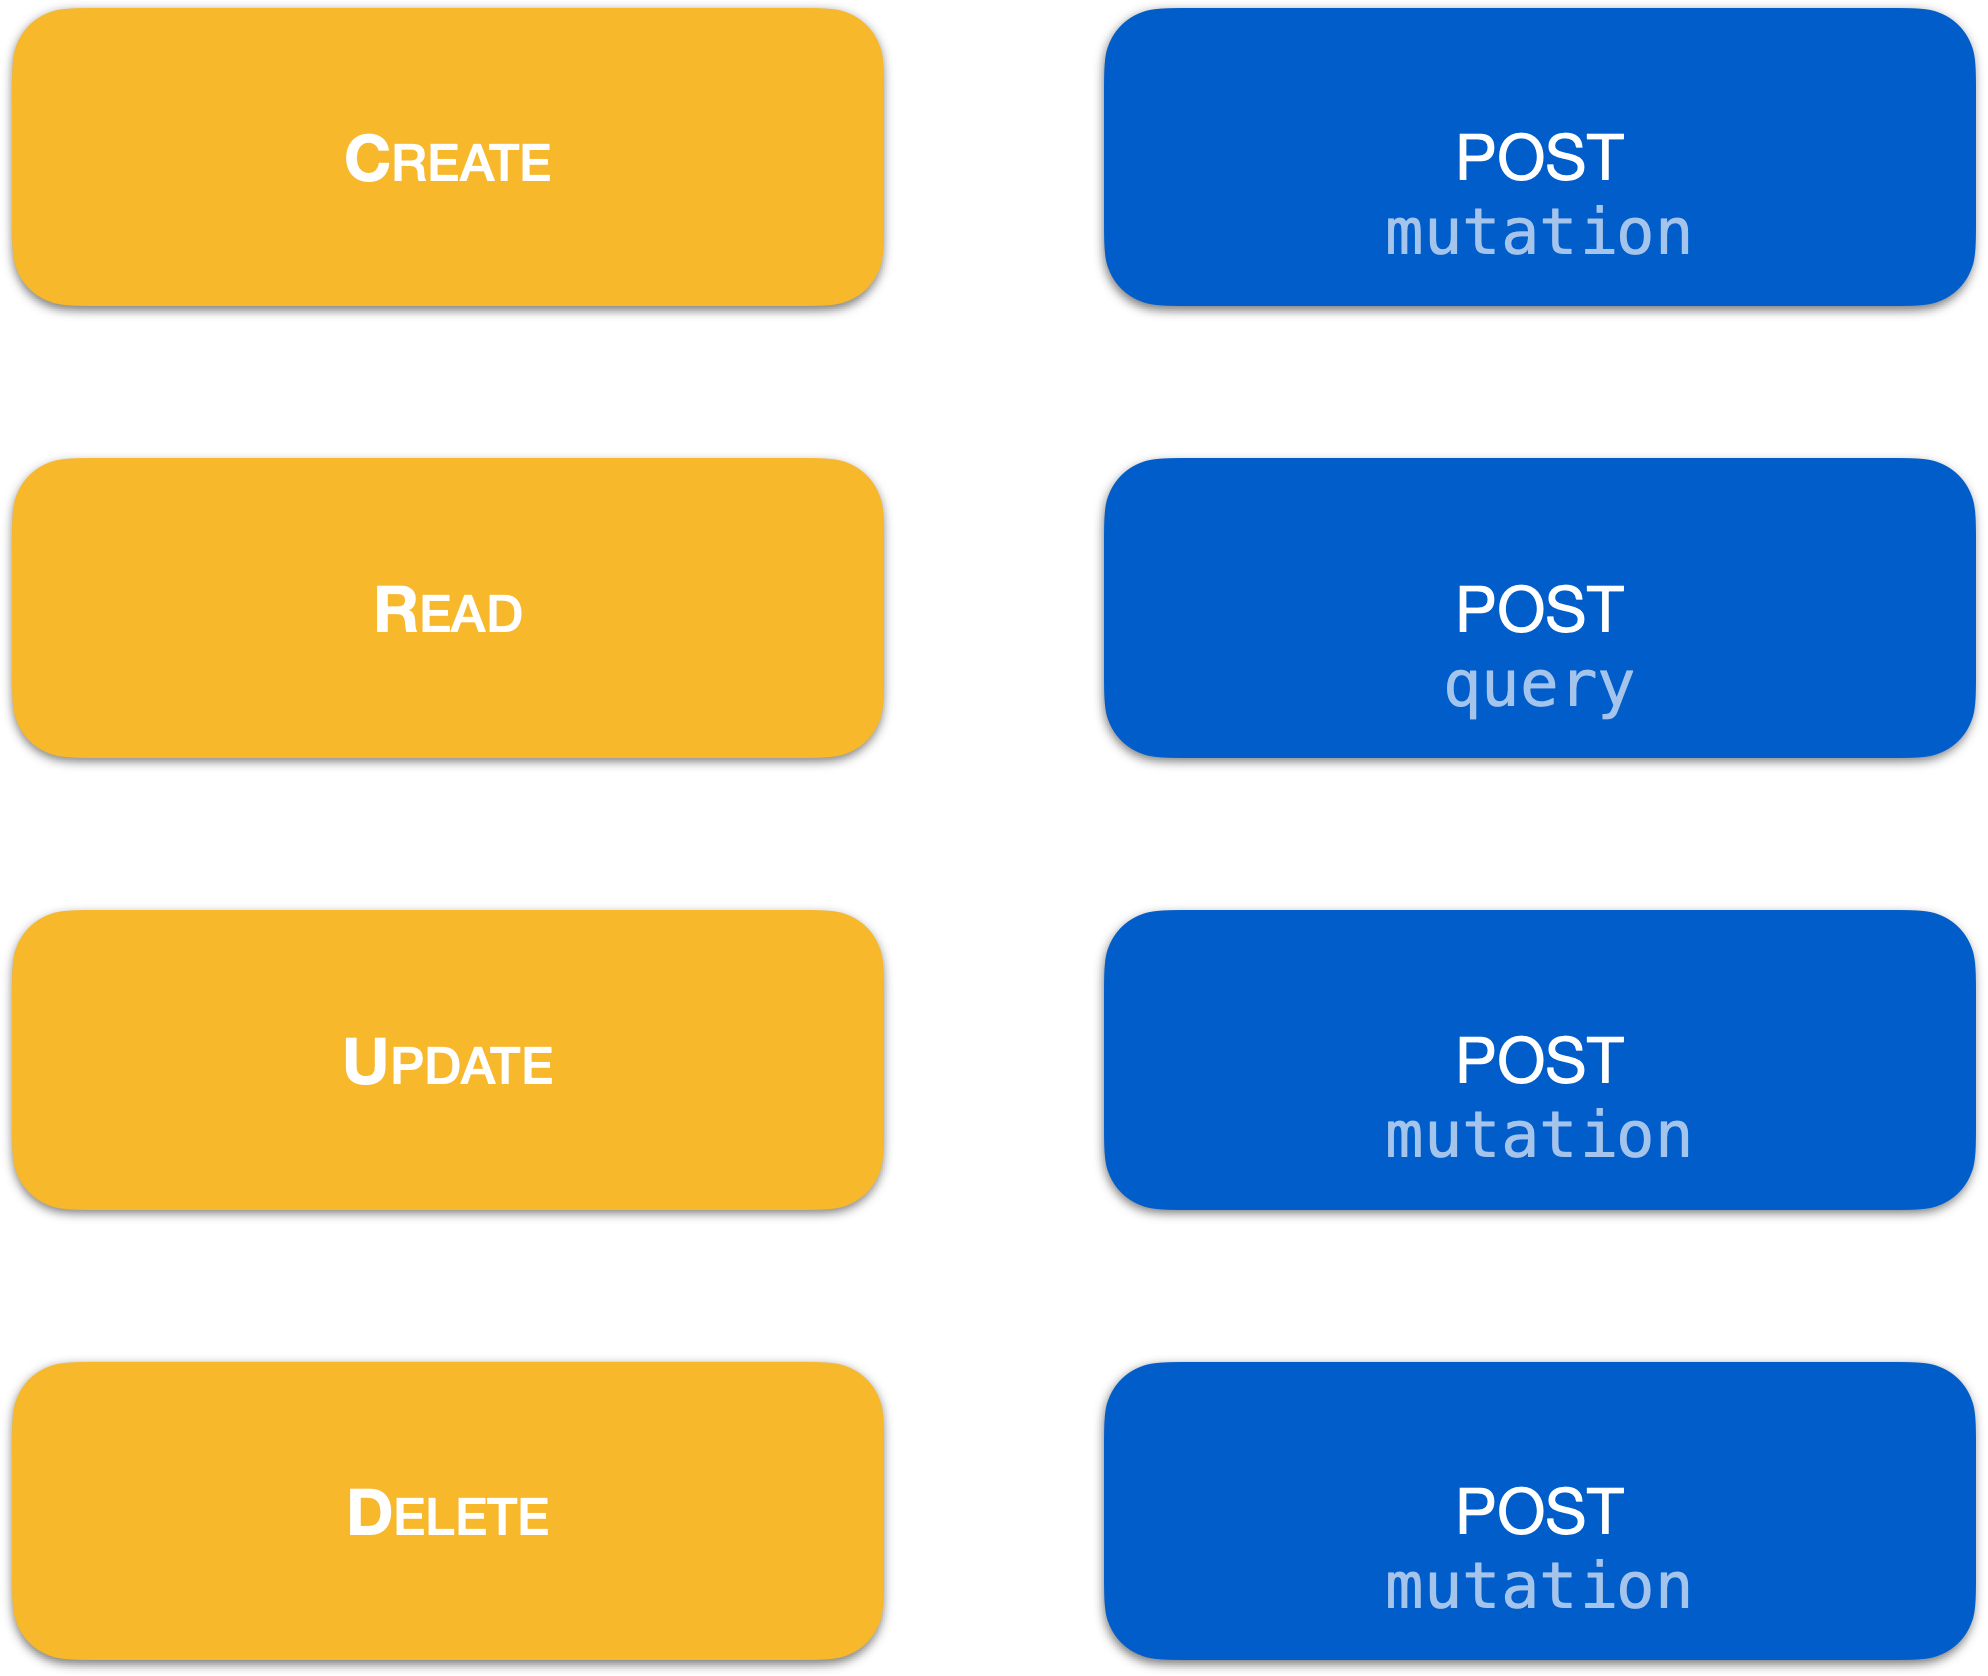 Create
POST
mutation
Read
POST
query
Update
POST
mutation
Delete
POST
mutation